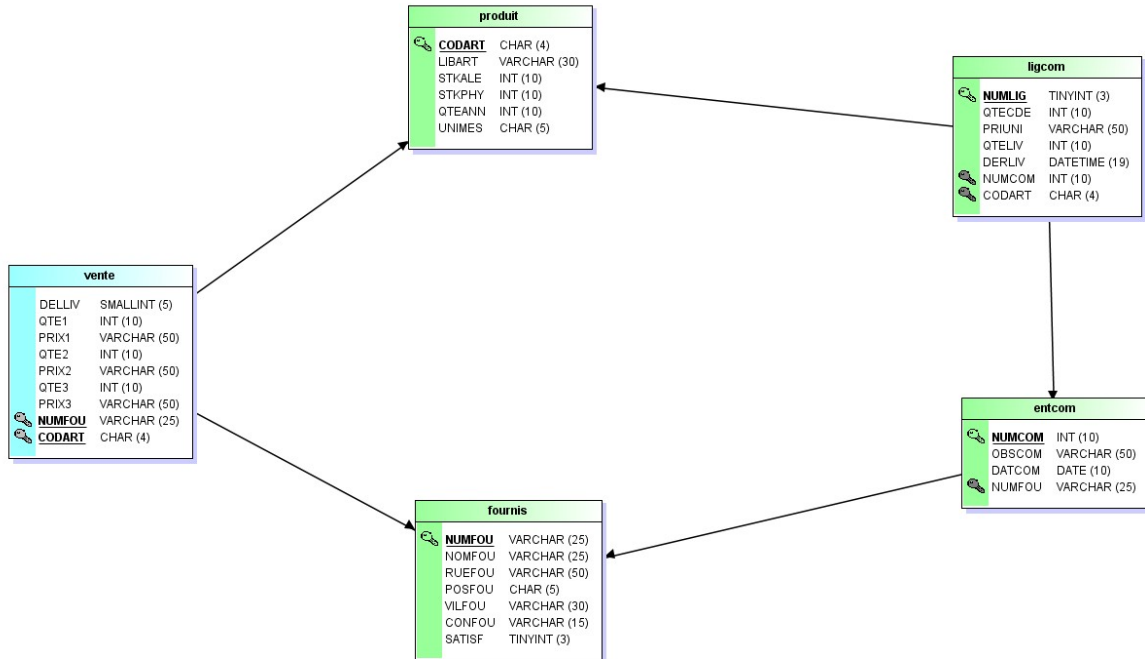 produit
CODART CHAR (4)
LIBART VARCHAR (30)
STKALE INT (10)
STKPHY INT (10)
QTEANN INT (10)
UNIMES CHAR (5)
ligcom
NUMLIG TINYINT (3)
QTECDE INT (10)
PRIUNI VARCHAR (50)
QTELIV INT (10)
DERLIV DATETIME (19)
NUMCOM INT (10)
CODART CHAR (4)
vente
DELLIV SMALLINT (5)
QTE1 INT (10)
PRIX1 VARCHAR (50)
QTE2 INT (10)
PRIX2 VARCHAR (50)
QTE3 INT (10)
PRIX3 VARCHAR (50)
NUMFOU VARCHAR (25)
CODART CHAR (4)
entcom
NUMCOM INT (10)
OBSCOM VARCHAR (50)
DATCOM DATE (10)
NUMFOU VARCHAR (25)
fournis
NUMFOU VARCHAR (25)
NOMFOU VARCHAR (25)
RUEFOU VARCHAR (50)
POSFOU CHAR (5)
VILFOU VARCHAR (30)
CONFOU VARCHAR (15)
SATISF TINYINT (3)